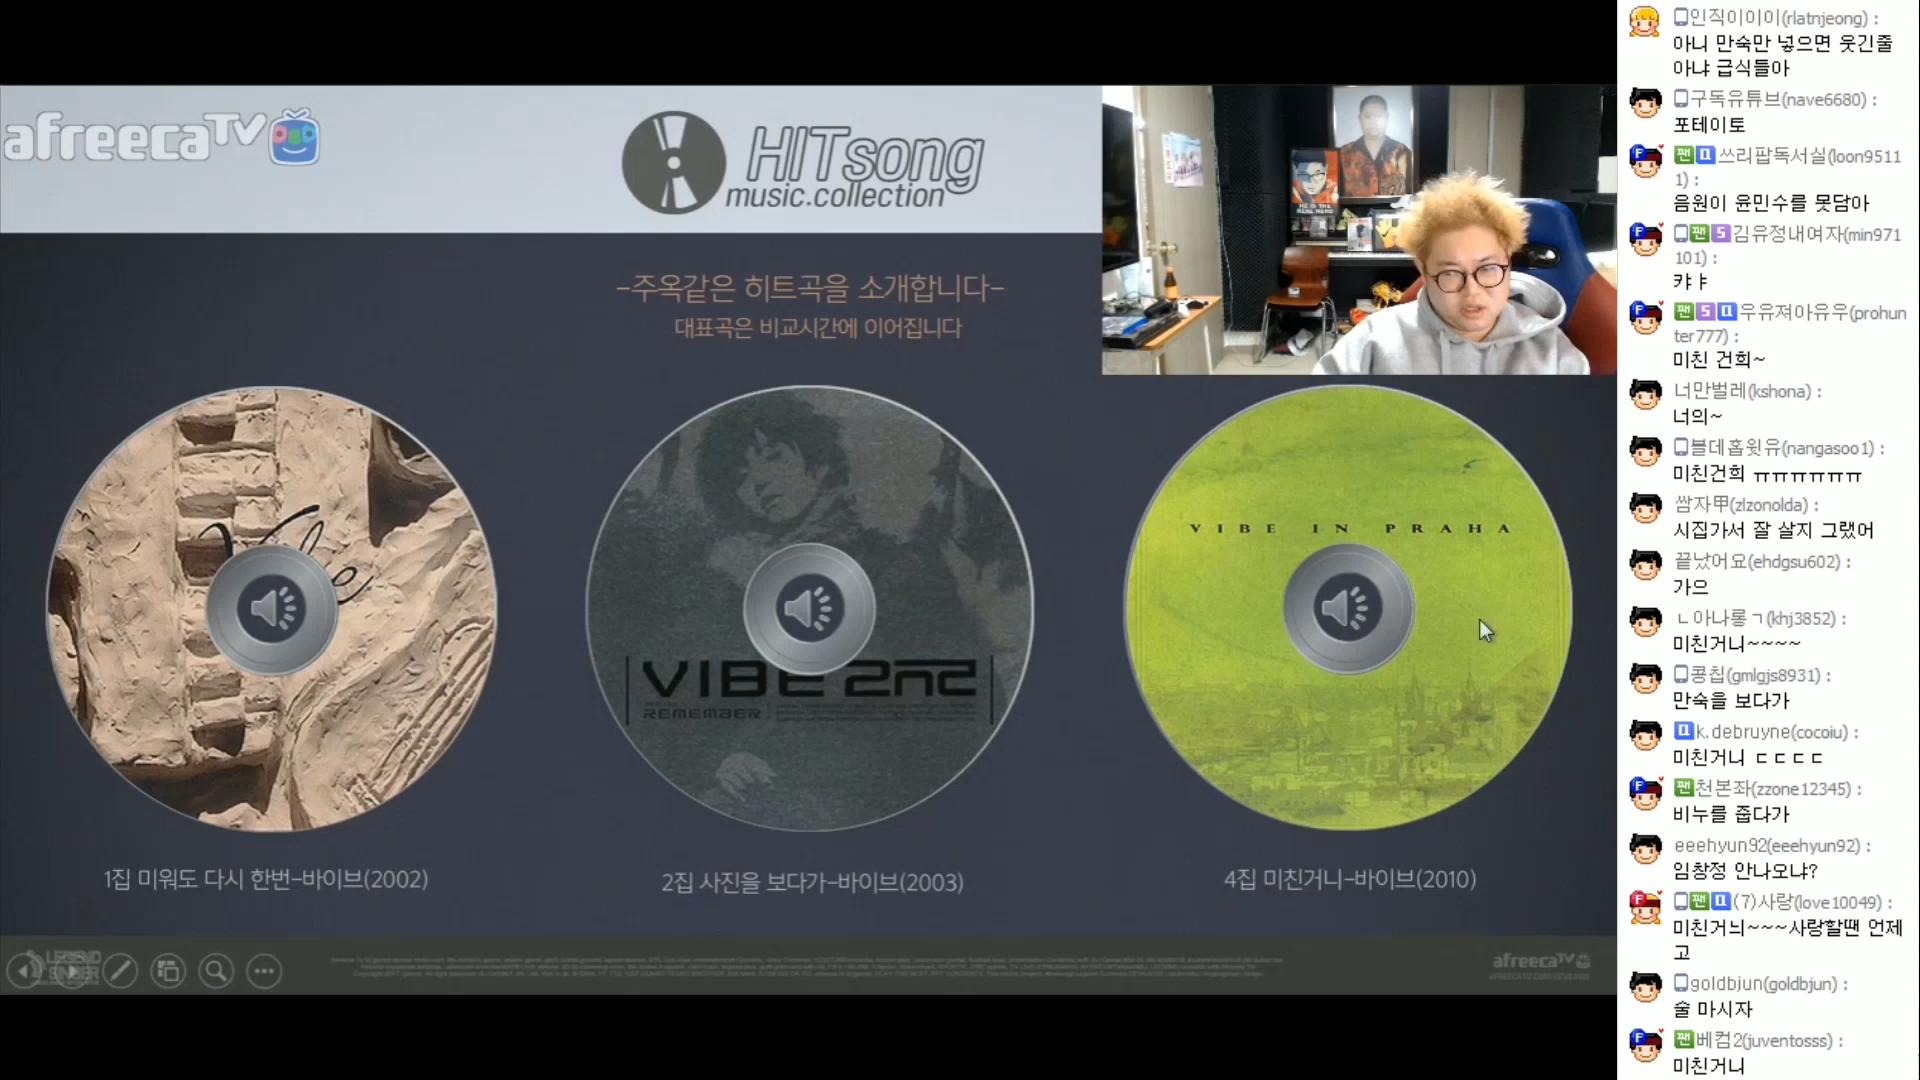 afreecaTV
HITsong
music.collection
-주옥같은 히트곡을 소개합니다-
대표곡은 비교시간에 이어집니다
Vibe
VIBE 2ND
REMEMBER
VIBE IN PRAHA
1집 미워도 다시 한번-바이브(2002)
2집 사진을 보다가-바이브(2003)
4집 미친거니-바이브(2010)
LEGEND
SINGER
afreecaTV
인직이이이(rlatnjeong) :
아니 만숙만 넣으면 웃긴줄
아냐 급식들아
구독유튜브(nave6680) :
포테이토
팬 쓰리팝독서실(loon9511
1) :
음원이 윤민수를 못담아
팬 S 김유정내여자(min971
101) :
캬ㅑ
팬 S 우유져아유우(prohun
ter777) :
미친 건희~
너만벌레(kshona) :
너의~
블데홉윗유(nangasoo1) :
미친건희 ㅠㅠㅠㅠㅠㅠ
쌈자甲(zlzonolda) :
시집가서 잘 살지 그랬어
끝났어요(ehdgsu602) :
가으
ㄴ아나롱ㄱ(khj3852) :
미친거니~~~~
콩칩(gmlgjs8931) :
만숙을 보다가
k.debruyne(cocoiu) :
미친거니 ㄷㄷㄷㄷ
팬 천본좌(zzone12345) :
비누를 줍다가
eeehyun92(eeehyun92) :
임창정 안나오냐?
팬 (7)사랑(love10049) :
미친거늬~~~사랑할땐 언제
고
goldbjun(goldbjun) :
술 마시자
팬 베컴2(juventosss) :
미친거니